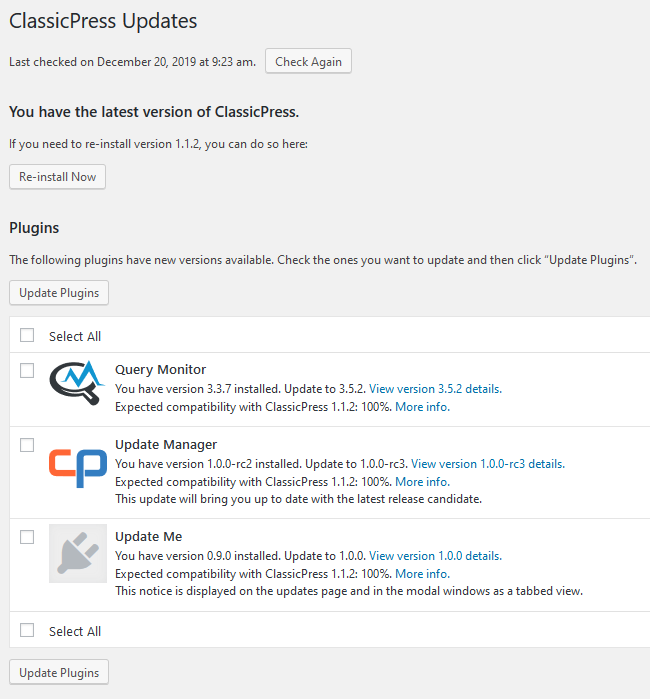 ClassicPress Updates
Last checked on December 20, 2019 at 9:23 am. Check Again
You have the latest version of ClassicPress.
If you need to re-install version 1.1.2, you can do so here:
Re-install Now
Plugins
The following plugins have new versions available. Check the ones you want to update and then click “Update Plugins”.
Update Plugins
Select All
Query Monitor
You have version 3.3.7 installed. Update to 3.5.2. View version 3.5.2 details.
Expected compatibility with ClassicPress 1.1.2: 100%. More info.
cp
Update Manager
You have version 1.0.0-rc2 installed. Update to 1.0.0-rc3. View version 1.0.0-rc3 details.
Expected compatibility with ClassicPress 1.1.2: 100%. More info.
This update will bring you up to date with the latest release candidate.
Update Me
You have version 0.9.0 installed. Update to 1.0.0. View version 1.0.0 details.
Expected compatibility with ClassicPress 1.1.2: 100%. More info.
This notice is displayed on the updates page and in the modal windows as a tabbed view.
Select All
Update Plugins